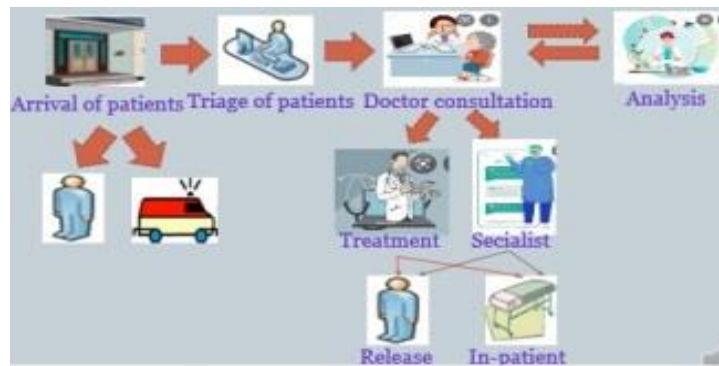 Arrival of patients Triage of patients Doctor consultation Analysis
Treatment Secialist
Release In-patient